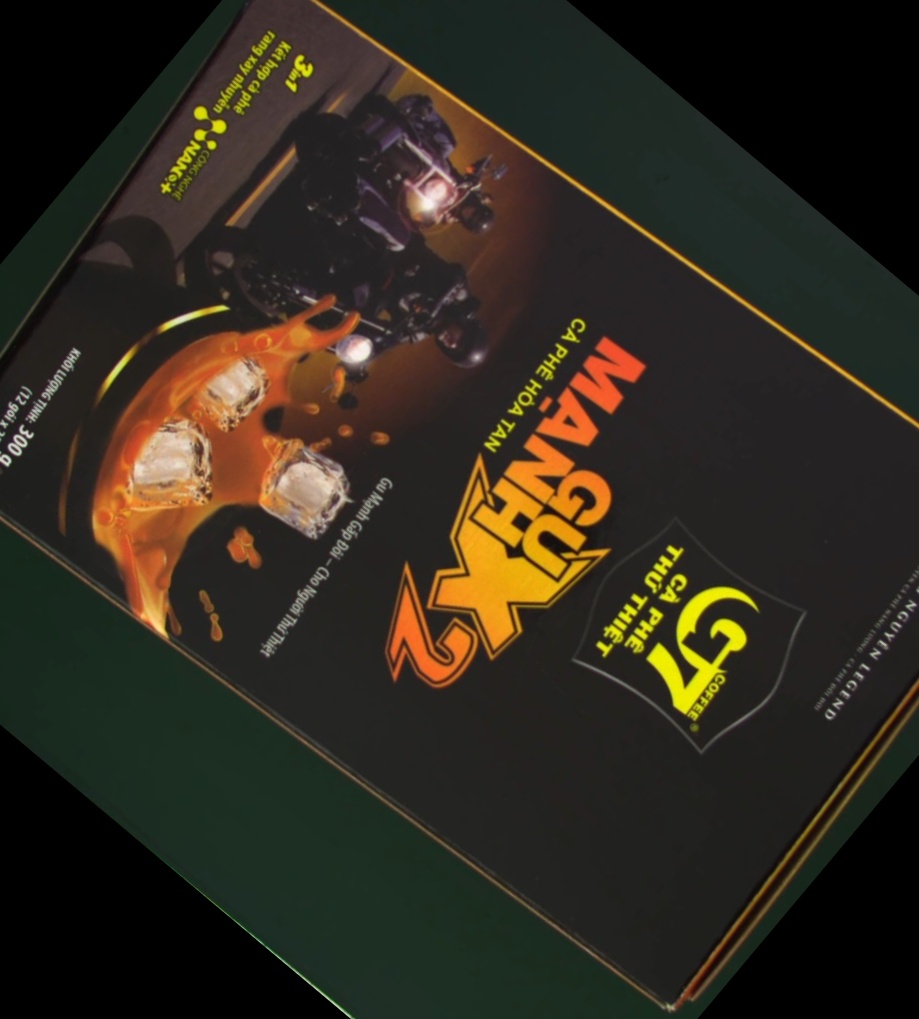 NGUYÊN LEGEND
COFFEE
G7
®
CÀ PHÊ
THỨ THIỆT
CÀ PHÊ HÒA TAN
GU
MẠNH
X2
Gu Mạnh Gấp Đôi – Cho Người Thứ Thiệt
3in1
Kết hợp cà phê
rang xay nhuyễn
CÔNG NGHỆ
NANO+
KHỐI LƯỢNG TỊNH: 300 g
(12 gói x